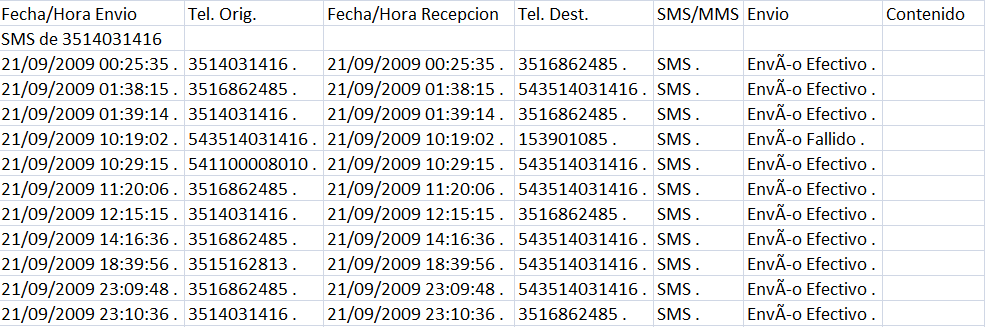 Fecha/Hora Envio Tel. Orig. Fecha/Hora Recepcion Tel. Dest. SMS/MMS Envio Contenido
SMS de 3514031416
21/09/2009 00:25:35 . 3514031416 . 21/09/2009 00:25:35 . 3516862485 . SMS . EnvÃ-o Efectivo .
21/09/2009 01:38:15 . 3516862485 . 21/09/2009 01:38:15 . 543514031416 . SMS . EnvÃ-o Efectivo .
21/09/2009 01:39:14 . 3514031416 . 21/09/2009 01:39:14 . 3516862485 . SMS . EnvÃ-o Efectivo .
21/09/2009 10:19:02 . 543514031416 . 21/09/2009 10:19:02 . 153901085 . SMS . EnvÃ-o Fallido .
21/09/2009 10:29:15 . 541100008010 . 21/09/2009 10:29:15 . 543514031416 . SMS . EnvÃ-o Efectivo .
21/09/2009 11:20:06 . 3516862485 . 21/09/2009 11:20:06 . 543514031416 . SMS . EnvÃ-o Efectivo .
21/09/2009 12:15:15 . 3514031416 . 21/09/2009 12:15:15 . 3516862485 . SMS . EnvÃ-o Efectivo .
21/09/2009 14:16:36 . 3516862485 . 21/09/2009 14:16:36 . 543514031416 . SMS . EnvÃ-o Efectivo .
21/09/2009 18:39:56 . 3515162813 . 21/09/2009 18:39:56 . 543514031416 . SMS . EnvÃ-o Efectivo .
21/09/2009 23:09:48 . 3516862485 . 21/09/2009 23:09:48 . 543514031416 . SMS . EnvÃ-o Efectivo .
21/09/2009 23:10:36 . 3514031416 . 21/09/2009 23:10:36 . 3516862485 . SMS . EnvÃ-o Efectivo .